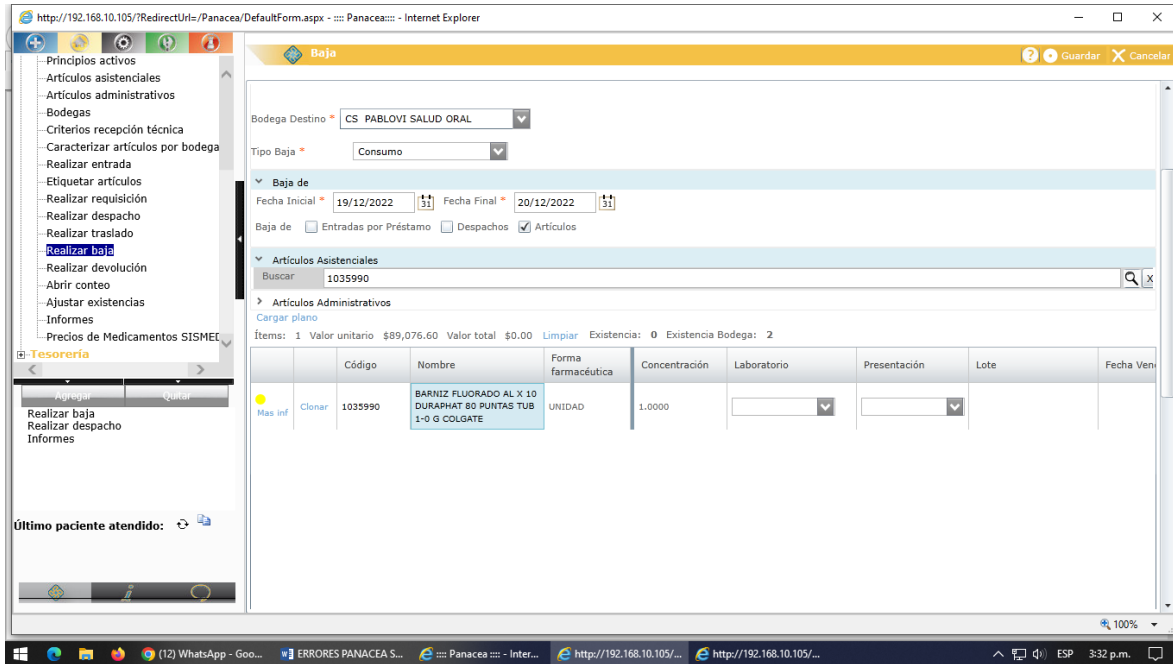 http://192.168.10.105/?RedirectUrl=/Panacea/DefaultForm.aspx - :::: Panacea:::: - Internet Explorer
Principios activos
Artículos asistenciales
Artículos administrativos
Bodegas
Criterios recepción técnica
Caracterizar artículos por bodega
Realizar entrada
Etiquetar artículos
Realizar requisición
Realizar despacho
Realizar traslado
Realizar baja
Realizar devolución
Abrir conteo
Ajustar existencias
Informes
Precios de Medicamentos SISMED
Tesorería
Agregar Quitar
Realizar baja
Realizar despacho
Informes
Último paciente atendido:
Baja
? Guardar Cancelar
Bodega Destino * CS PABLOVI SALUD ORAL
Tipo Baja * Consumo
Baja de
Fecha Inicial * 19/12/2022 31 Fecha Final * 20/12/2022 31
Baja de Entradas por Préstamo Despachos Artículos
Artículos Asistenciales
Buscar 1035990 X
Artículos Administrativos
Cargar plano
Ítems: 1 Valor unitario $89,076.60 Valor total $0.00 Limpiar Existencia: 0 Existencia Bodega: 2
Código Nombre Forma farmacéutica Concentración Laboratorio Presentación Lote Fecha Ven
Mas inf Clonar 1035990 BARNIZ FLUORADO AL X 10 DURAPHAT 80 PUNTAS TUB 1-0 G COLGATE UNIDAD 1.0000
100%
(12) WhatsApp - Goo... ERRORES PANACEA S... :::: Panacea :::: - Inter... http://192.168.10.105/... http://192.168.10.105/... ESP 3:32 p.m.